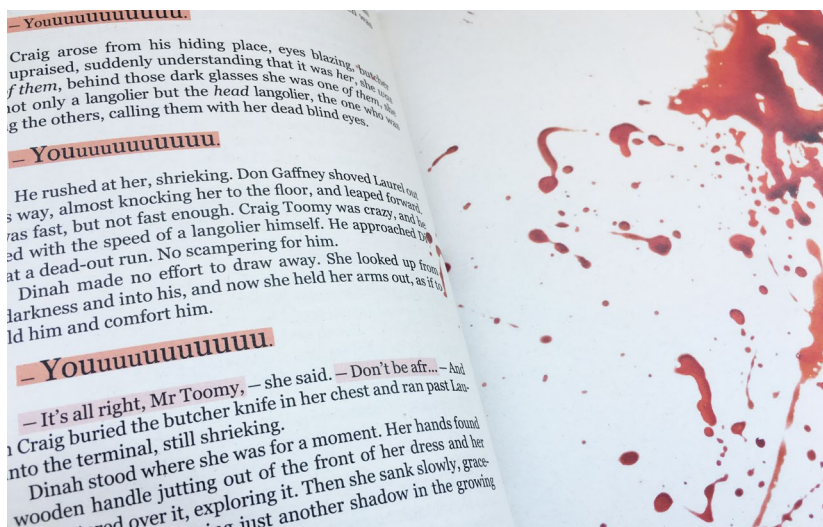 – Youuuuuuuuuuu.
Craig arose from his hiding place, eyes blazing, butcher
upraised, suddenly understanding that it was her, she was
f them, behind those dark glasses she was one of them, she
not only a langolier but the head langolier, the one who was
g the others, calling them with her dead blind eyes.
– Youuuuuuuuuuu.
He rushed at her, shrieking. Don Gaffney shoved Laurel out
s way, almost knocking her to the floor, and leaped forward.
was fast, but not fast enough. Craig Toomy was crazy, and he
ed with the speed of a langolier himself. He approached D
at a dead-out run. No scampering for him.
Dinah made no effort to draw away. She looked up from
darkness and into his, and now she held her arms out, as if to
ld him and comfort him.
– Youuuuuuuuuuu.
– It's all right, Mr Toomy, – she said. – Don't be afr... – And
Craig buried the butcher knife in her chest and ran past Lau-
into the terminal, still shrieking.
Dinah stood where she was for a moment. Her hands found
wooden handle jutting out of the front of her dress and her
over it, exploring it. Then she sank slowly, grace-
just another shadow in the growing